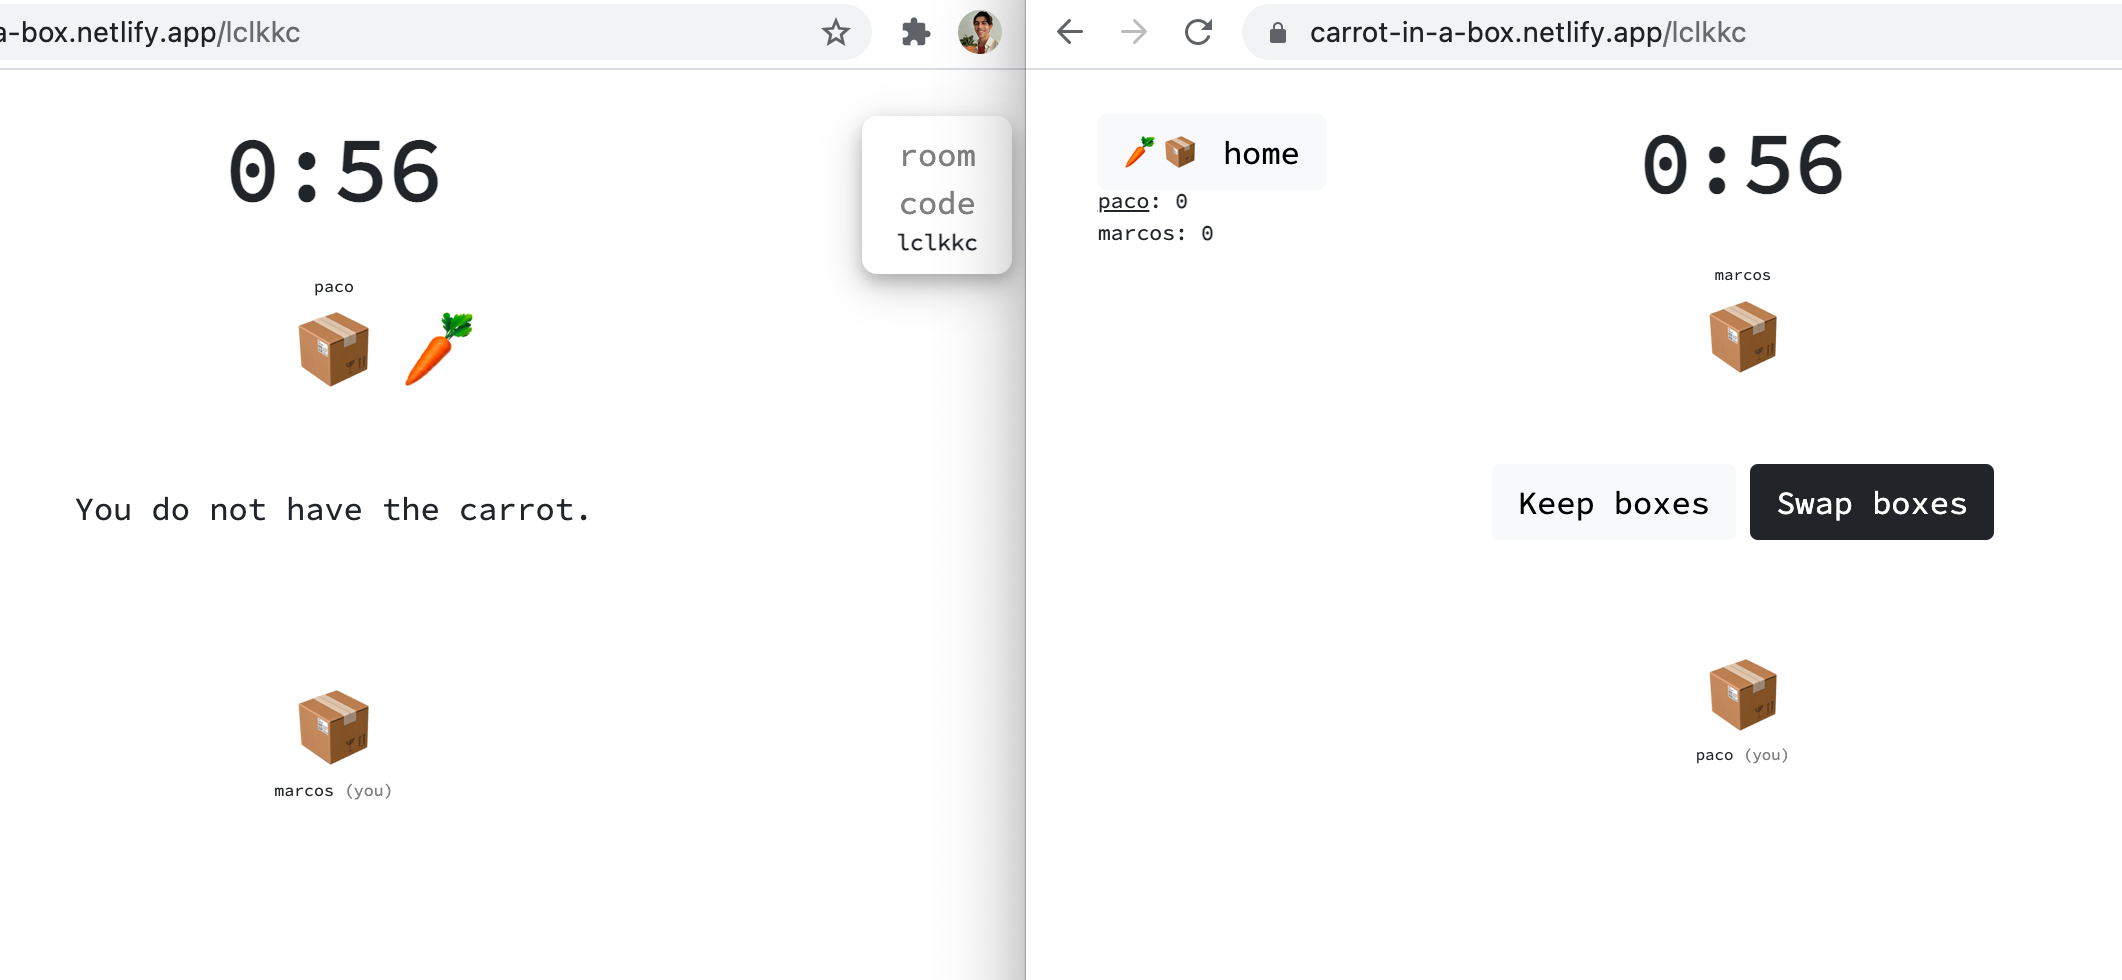 a-box.netlify.app/lclkkc
0:56
room
code
lclkkc
paco
You do not have the carrot.
marcos (you)
carrot-in-a-box.netlify.app/lclkkc
home
paco: 0
marcos: 0
0:56
marcos
Keep boxes
Swap boxes
paco (you)